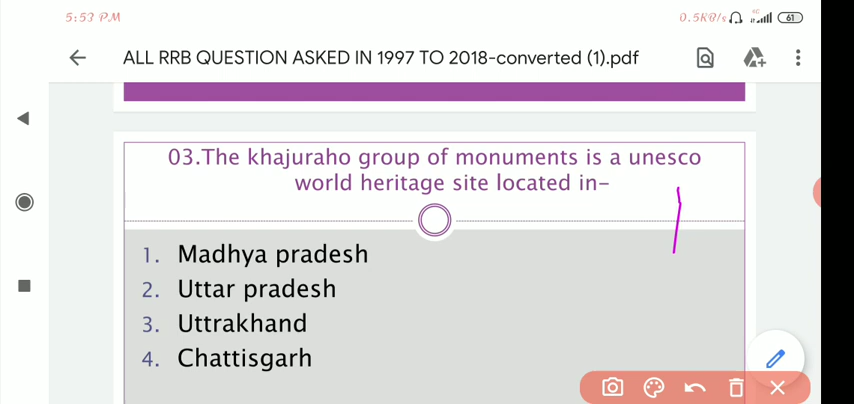 5:53 PM
0.5KB/s 4G 61
ALL RRB QUESTION ASKED IN 1997 TO 2018-converted (1).pdf
03.The khajuraho group of monuments is a unesco
world heritage site located in-
1. Madhya pradesh
2. Uttar pradesh
3. Uttrakhand
4. Chattisgarh